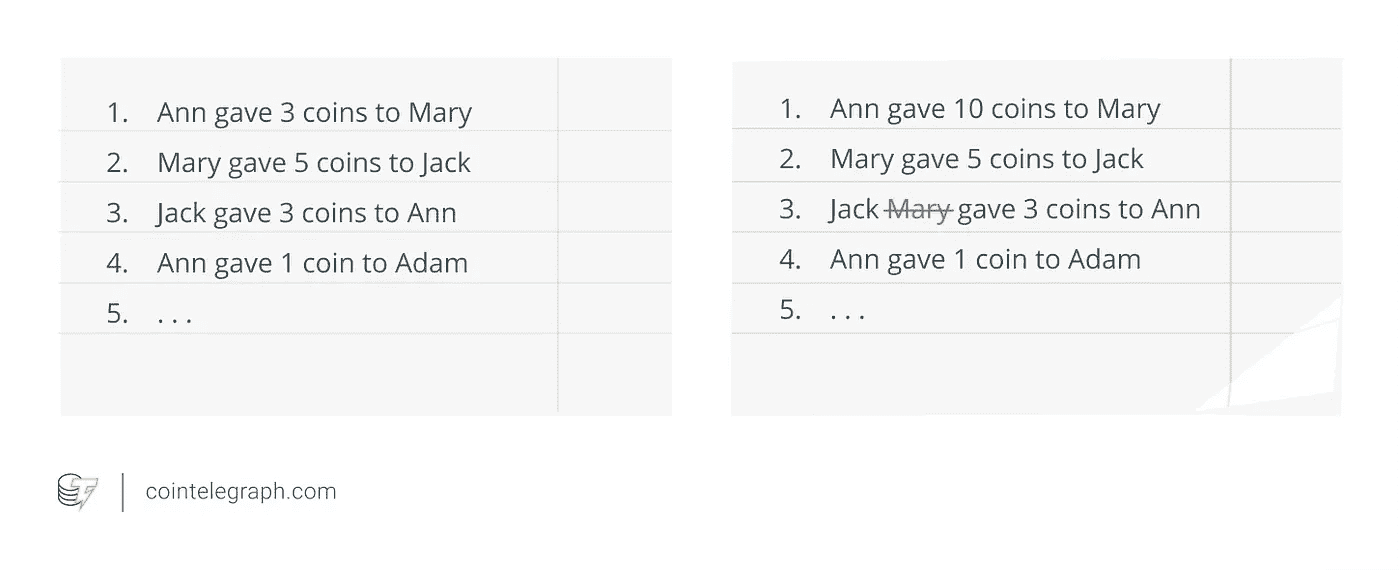 1. Ann gave 3 coins to Mary
2. Mary gave 5 coins to Jack
3. Jack gave 3 coins to Ann
4. Ann gave 1 coin to Adam
5. . . .
1. Ann gave 10 coins to Mary
2. Mary gave 5 coins to Jack
3. Jack Mary gave 3 coins to Ann
4. Ann gave 1 coin to Adam
5. . . .
cointelegraph.com